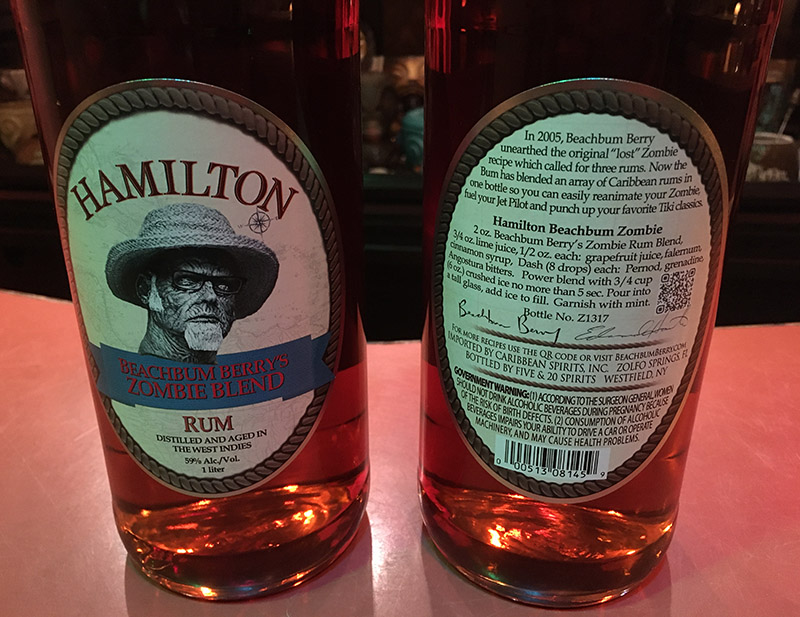 HAMILTON
BEACHBUM BERRY'S
ZOMBIE BLEND
RUM
DISTILLED AND AGED IN
THE WEST INDIES
59% Alc./Vol.
1 liter
In 2005, Beachbum Berry
unearthed the original "lost" Zombie
recipe which called for three rums. Now the
Bum has blended an array of Caribbean rums in
one bottle so you can easily reanimate your Zombie,
fuel your Jet Pilot and punch up your favorite Tiki classics.
Hamilton Beachbum Zombie
2 oz. Beachbum Berry's Zombie Rum Blend,
3/4 oz. lime juice, 1/2 oz. each: grapefruit juice, falernum,
cinnamon syrup, Dash (8 drops) each: Pernod, grenadine,
Angostura bitters. Power blend with 3/4 cup
(6 oz.) crushed ice no more than 5 sec. Pour into
a tall glass, add ice to fill. Garnish with mint.
Bottle No. Z1317
Beachbum Berry
FOR MORE RECIPES USE THE QR CODE OR VISIT BEACHBUMBERRY.COM
IMPORTED BY CARIBBEAN SPIRITS, INC. ZOLFO SPRINGS, FL
BOTTLED BY FIVE & 20 SPIRITS WESTFIELD, NY
GOVERNMENT WARNING: (1) ACCORDING TO THE SURGEON GENERAL, WOMEN
SHOULD NOT DRINK ALCOHOLIC BEVERAGES DURING PREGNANCY BECAUSE
OF THE RISK OF BIRTH DEFECTS. (2) CONSUMPTION OF ALCOHOLIC
BEVERAGES IMPAIRS YOUR ABILITY TO DRIVE A CAR OR OPERATE
MACHINERY, AND MAY CAUSE HEALTH PROBLEMS.
0 00513 08145 9